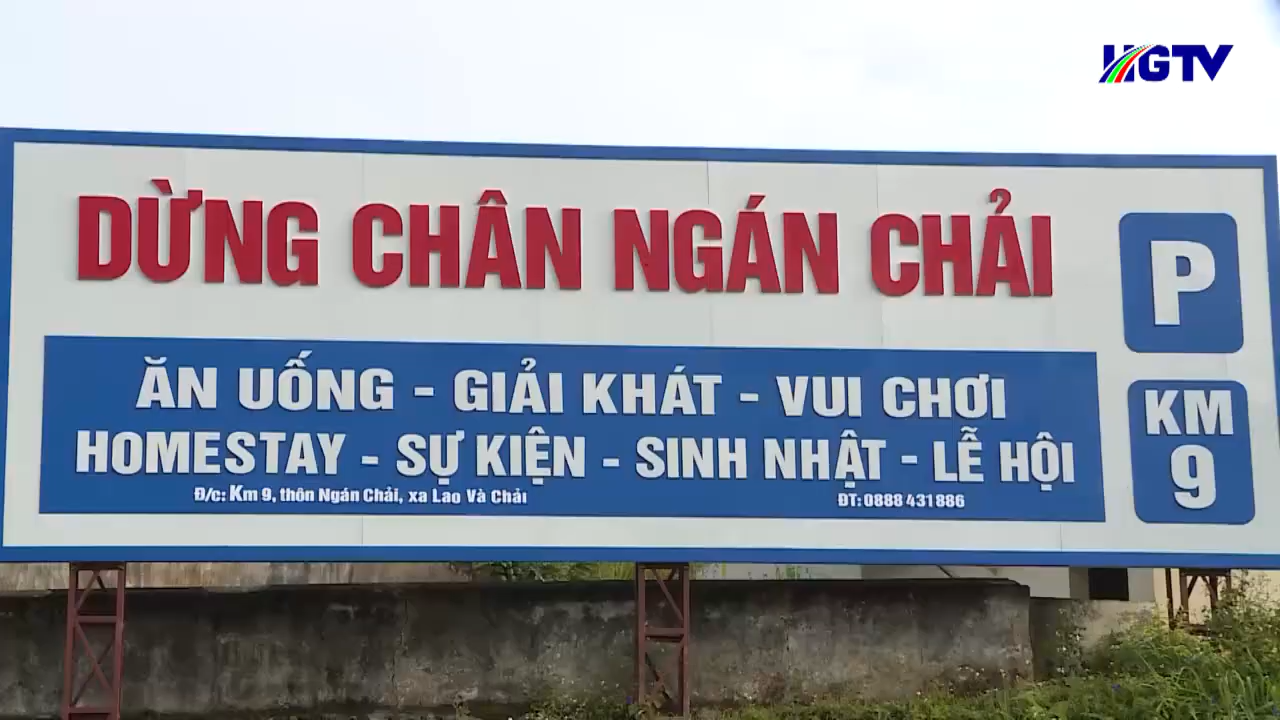 HGTV
DỪNG CHÂN NGÁN CHẢI
P
ĂN UỐNG - GIẢI KHÁT - VUI CHƠI
HOMESTAY - SỰ KIỆN - SINH NHẬT - LỄ HỘI
KM
9
Đ/c: Km 9, thôn Ngán Chải, xa Lao Và Chải
ĐT: 0888 431 886